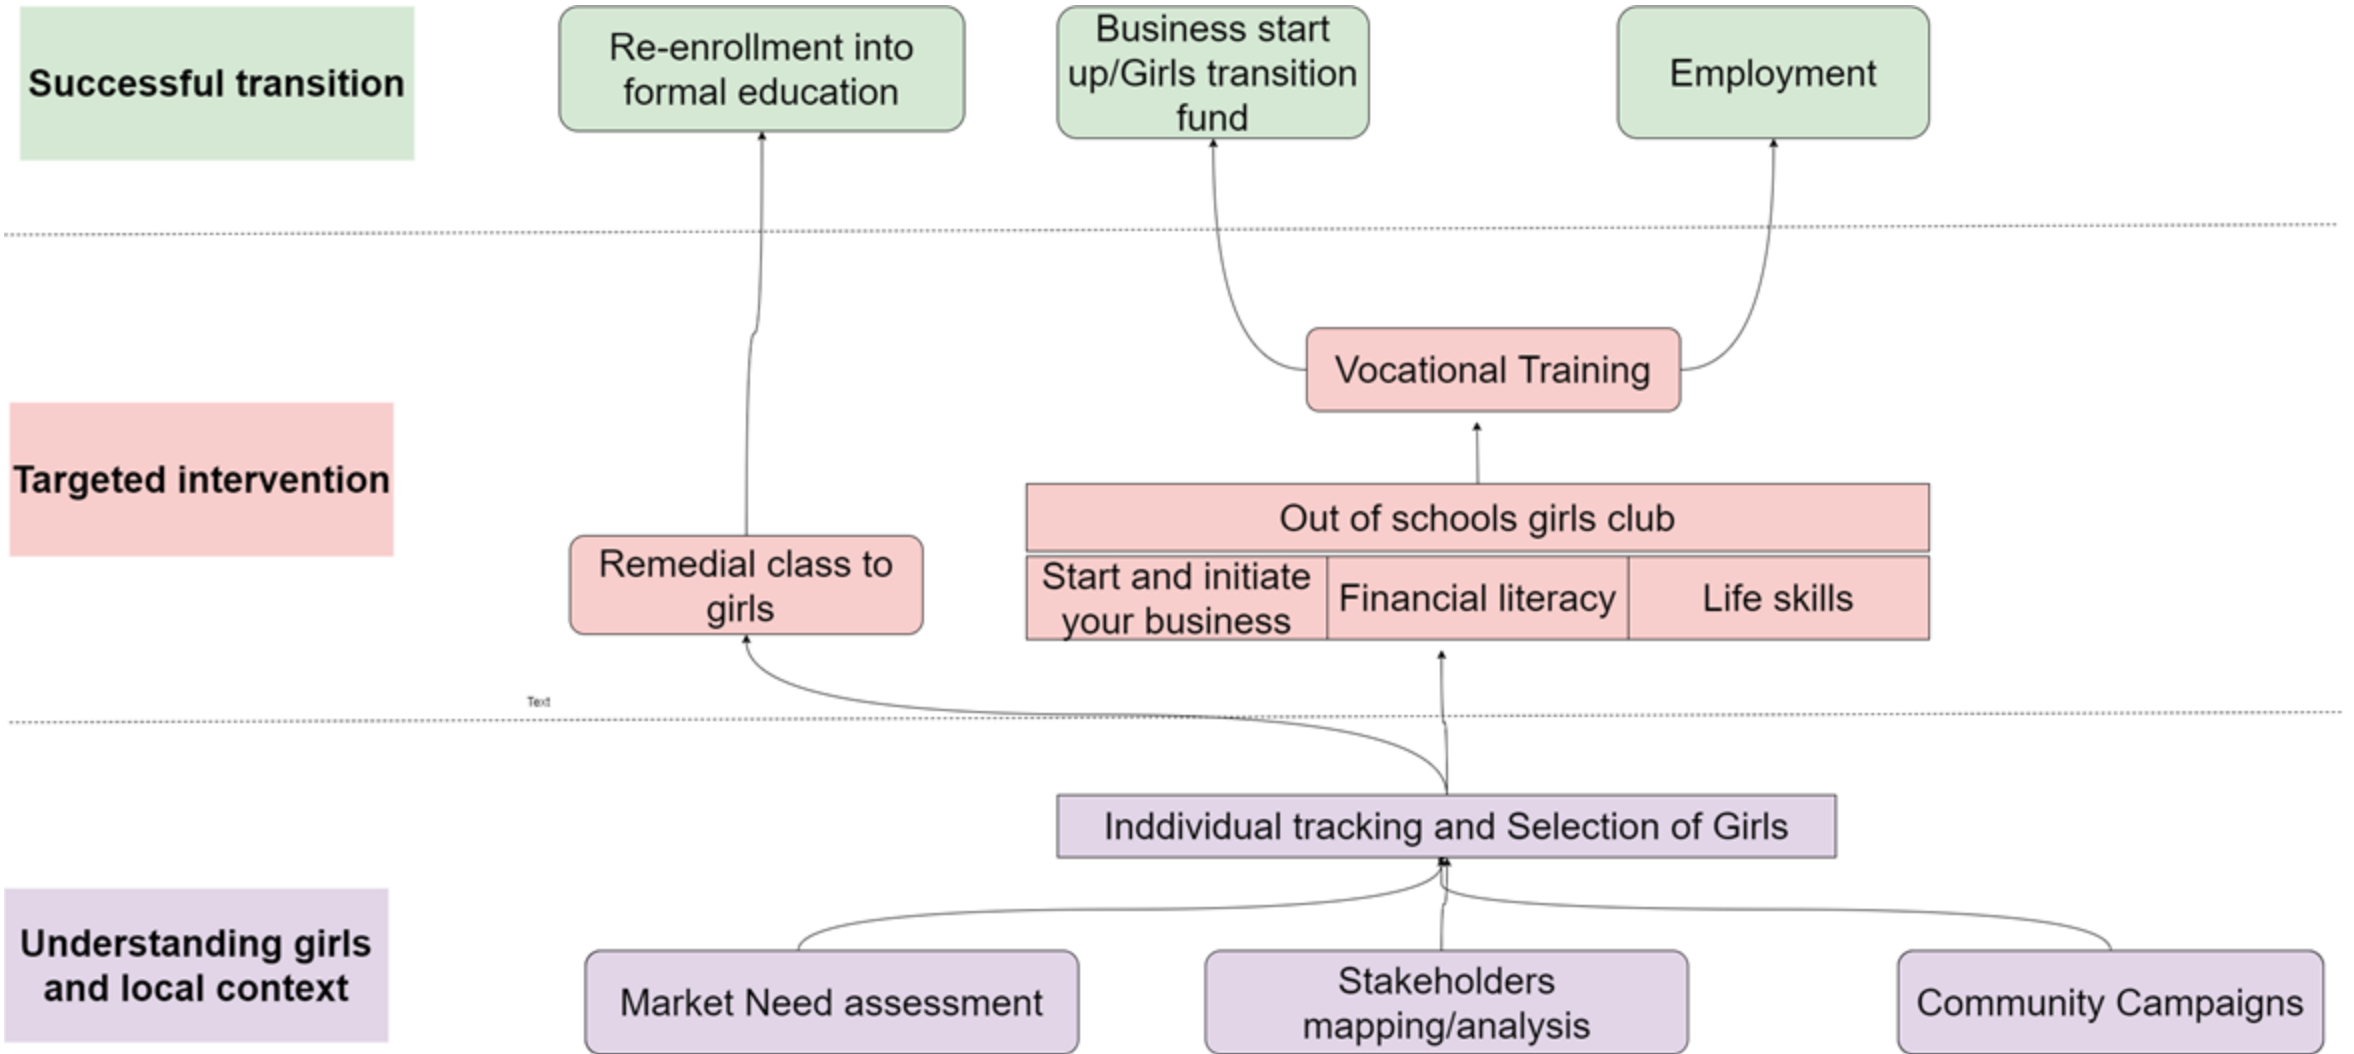 Successful transition
Re-enrollment into
formal education
Business start
up/Girls transition
fund
Employment
Targeted intervention
Vocational Training
Out of schools girls club
Start and initiate
your business
Financial literacy
Life skills
Remedial class to
girls
Text
Inddividual tracking and Selection of Girls
Understanding girls
and local context
Market Need assessment
Stakeholders
mapping/analysis
Community Campaigns